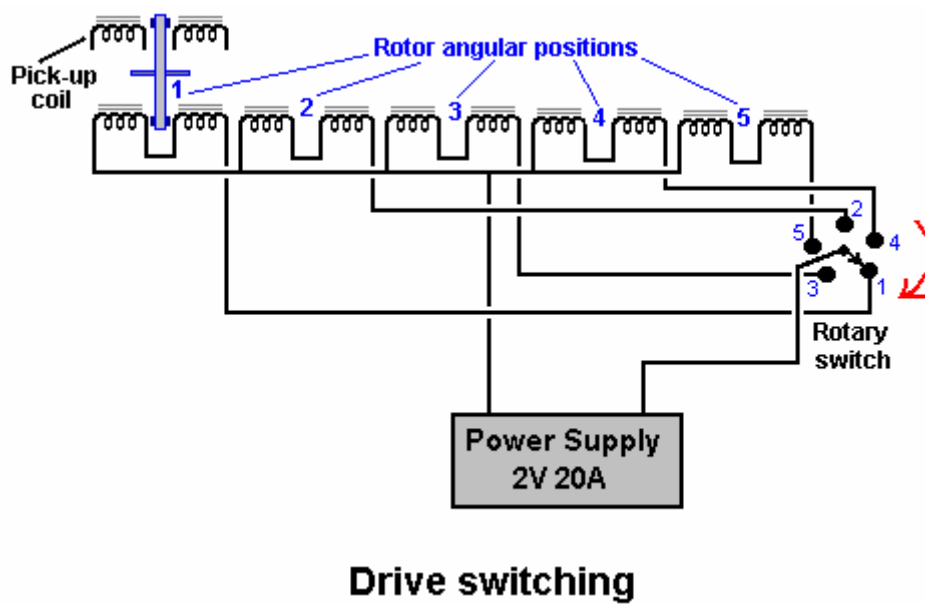 Rotor angular positions
Pick-up
coil
1
2
3
4
5
2
5
4
3
1
Rotary
switch
Power Supply
2V 20A
Drive switching